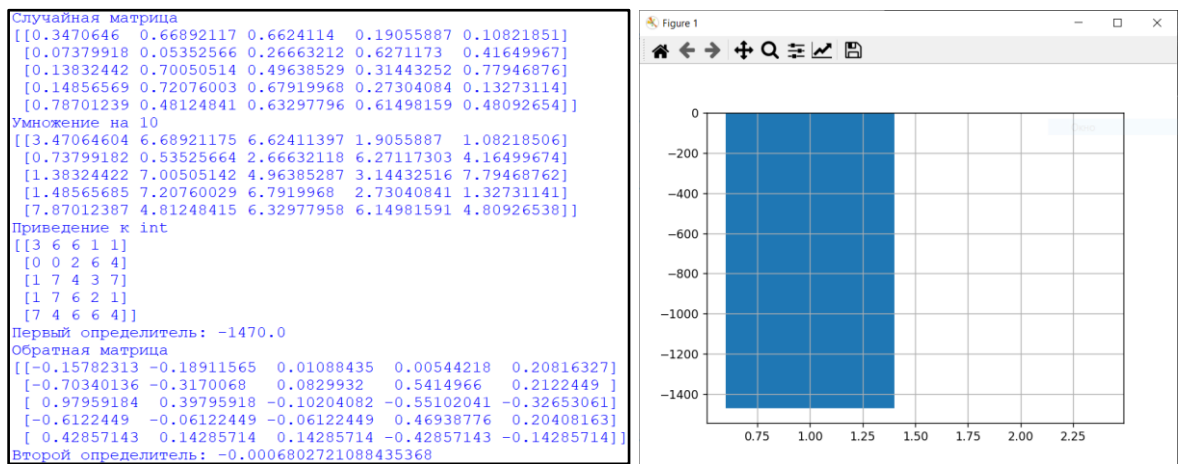 Случайная матрица
[[0.3470646  0.66892117 0.6624114  0.19055887 0.10821851]
[0.07379918 0.05352566 0.26663212 0.6271173  0.41649967]
[0.13832442 0.70050514 0.49638529 0.31443252 0.77946876]
[0.14856569 0.72076003 0.67919968 0.27304084 0.13273114]
[0.78701239 0.48124841 0.63297796 0.61498159 0.48092654]]
Умножение на 10
[[3.47064604 6.68921175 6.62411397 1.9055887  1.08218506]
[0.73799182 0.53525664 2.66632118 6.27117303 4.16499674]
[1.38324422 7.00505142 4.96385287 3.14432516 7.79468762]
[1.48565685 7.20760029 6.7919968  2.73040841 1.32731141]
[7.87012387 4.81248415 6.32977958 6.14981591 4.80926538]]
Приведение к int
[[3 6 6 1 1]
[0 0 2 6 4]
[1 7 4 3 7]
[1 7 6 2 1]
[7 4 6 6 4]]
Первый определитель: -1470.0
Обратная матрица
[[-0.15782313 -0.18911565  0.01088435  0.00544218  0.20816327]
[-0.70340136 -0.3170068   0.0829932   0.5414966   0.2122449 ]
[ 0.97959184  0.39795918 -0.10204082 -0.55102041 -0.32653061]
[-0.6122449  -0.06122449 -0.06122449  0.46938776  0.20408163]
[ 0.42857143  0.14285714  0.14285714 -0.42857143 -0.14285714]]
Второй определитель: -0.0006802721088435368
Figure 1
0
−200
−400
−600
−800
−1000
−1200
−1400
0.75 1.00 1.25 1.50 1.75 2.00 2.25